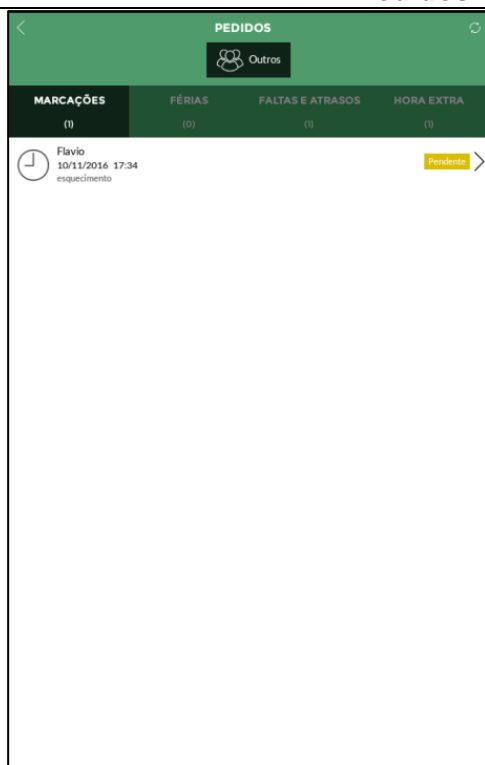 PEDIDOS
Outros
MARCAÇÕES FÉRIAS FALTAS E ATRASOS HORA EXTRA
(1) (0) (1) (1)
Flavio
10/11/2016 17:34
esquecimento
Pendente